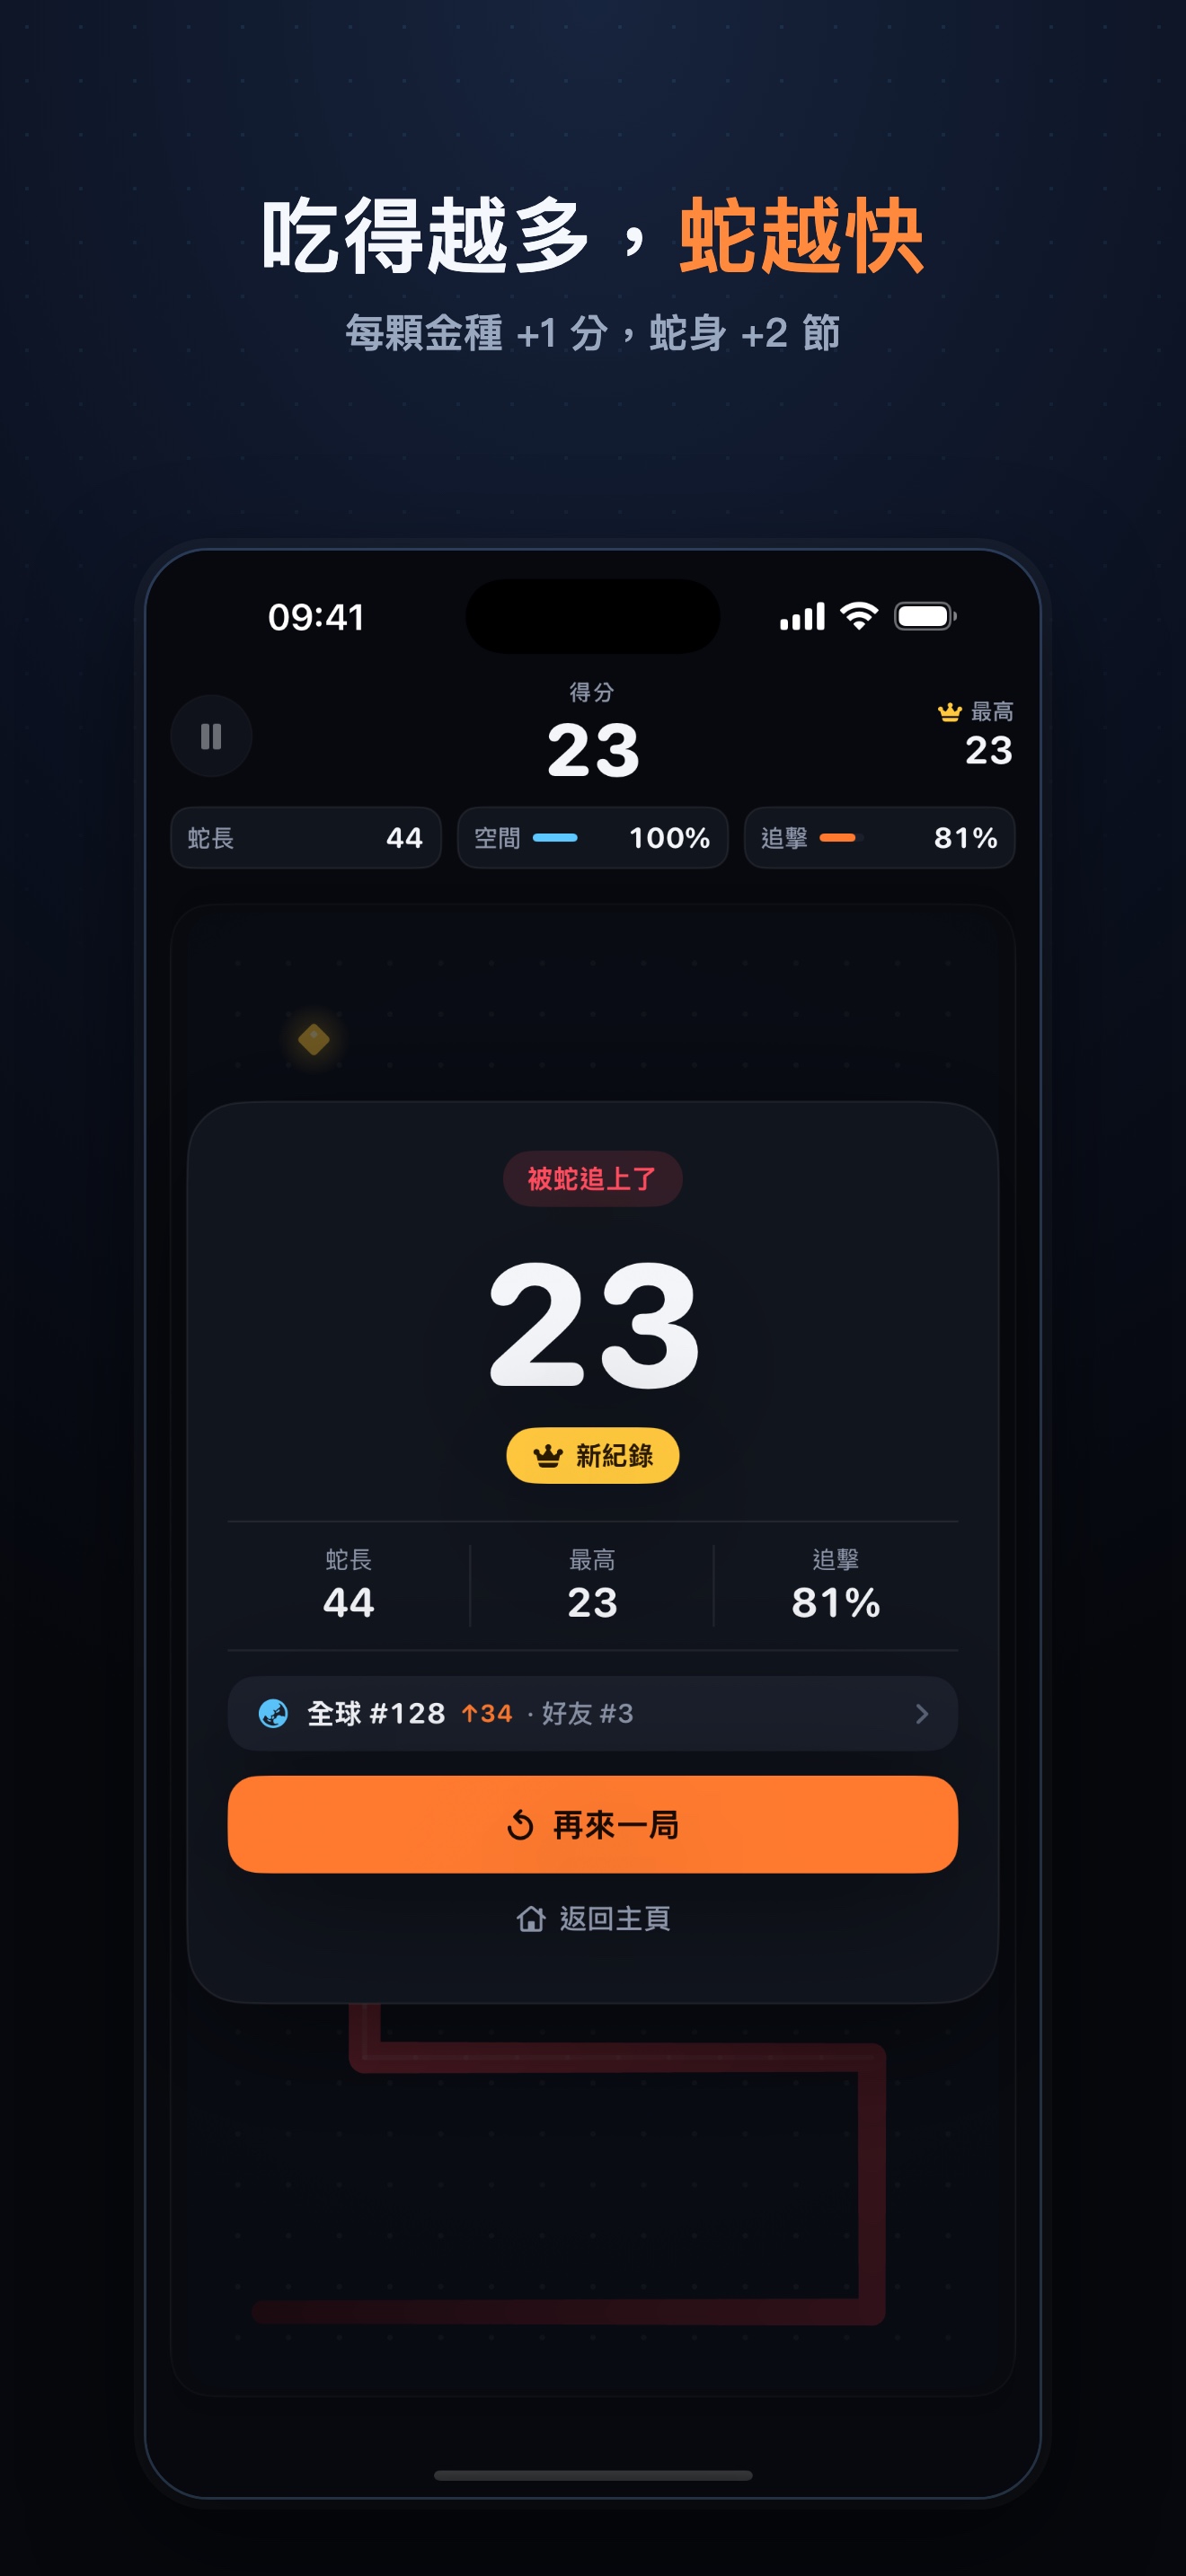 吃得越多，蛇越快
每顆金種 +1 分，蛇身 +2 節
09:41
得分
23
最高
23
蛇長 44
空間 100%
追擊 81%
被蛇追上了
23
新紀錄
蛇長 最高 追擊
44 23 81%
全球 #128 ↑34 · 好友 #3
再來一局
返回主頁